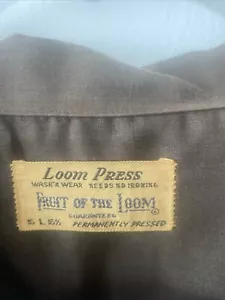 Loom Press
WASH'N WEAR NEEDS NO IRONING
FRUIT OF THE LOOM®
GUARANTEED
PERMANENTLY PRESSED